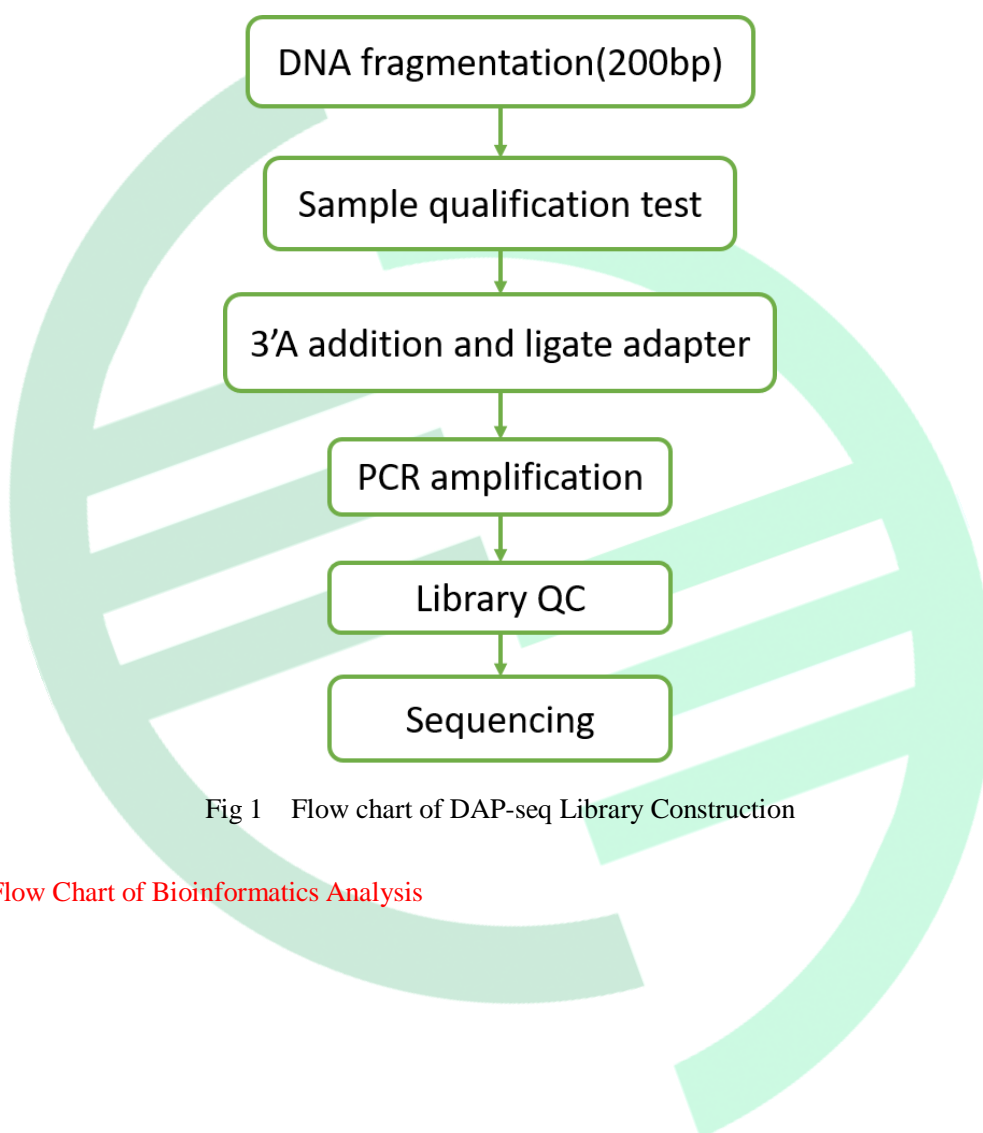 DNA fragmentation(200bp)
Sample qualification test
3’A addition and ligate adapter
PCR amplification
Library QC
Sequencing
Fig 1 Flow chart of DAP-seq Library Construction
Flow Chart of Bioinformatics Analysis